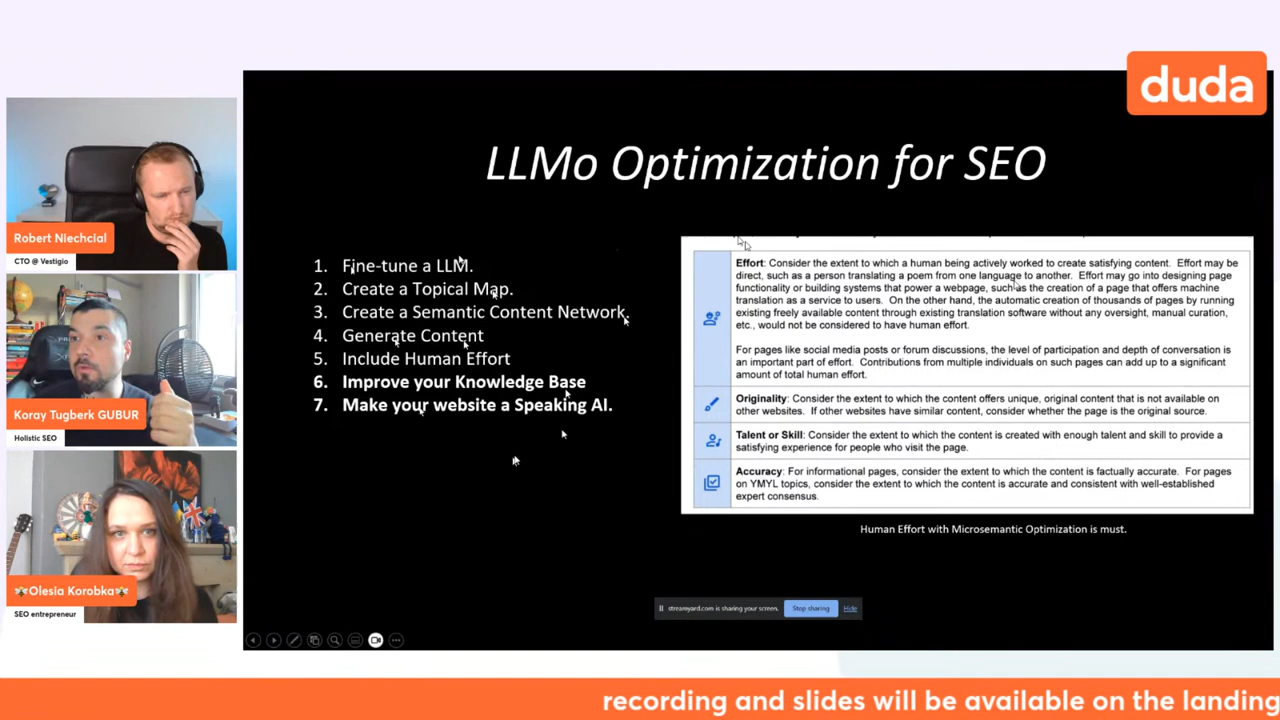 duda
LLMo Optimization for SEO
Robert Niechcial
CTO @ Vestigio
Koray Tugberk GUBUR
Holistic SEO
🐝Olesia Korobka🐝
SEO entrepreneur
1. Fine-tune a LLM.
2. Create a Topical Map.
3. Create a Semantic Content Network.
4. Generate Content
5. Include Human Effort
6. Improve your Knowledge Base
7. Make your website a Speaking AI.
Effort: Consider the extent to which a human being actively worked to create satisfying content. Effort may be
direct, such as a person translating a poem from one language to another. Effort may go into designing page
functionality or building systems that power a webpage, such as the creation of a page that offers machine
translation as a service to users. On the other hand, the automatic creation of thousands of pages by running
existing freely available content through existing translation software without any oversight, manual curation,
etc., would not be considered to have human effort.
For pages like social media posts or forum discussions, the level of participation and depth of conversation is
an important part of effort. Contributions from multiple individuals on such pages can add up to a significant
amount of total human effort.
Originality: Consider the extent to which the content offers unique, original content that is not available on
other websites. If other websites have similar content, consider whether the page is the original source.
Talent or Skill: Consider the extent to which the content is created with enough talent and skill to provide a
satisfying experience for people who visit the page.
Accuracy: For informational pages, consider the extent to which the content is factually accurate. For pages
on YMYL topics, consider the extent to which the content is accurate and consistent with well-established
expert consensus.
Human Effort with Microsemantic Optimization is must.
streamyard.com is sharing your screen.
Stop sharing
Hide
recording and slides will be available on the landing